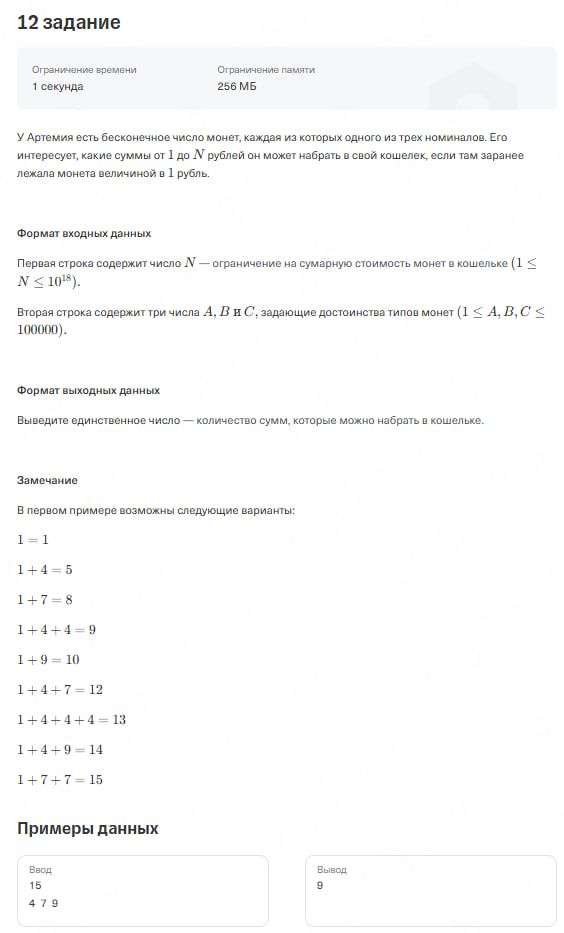 12 задание
Ограничение времени
Ограничение памяти
1 секунда
256 МБ
У Артемия есть бесконечное число монет, каждая из которых одного из трех номиналов. Его
интересует, какие суммы от 1 до N рублей он может набрать в свой кошелек, если там заранее
лежала монета величиной в 1 рубль.
Формат входных данных
Первая строка содержит число N — ограничение на сумарную стоимость монет в кошельке (1 ≤
N ≤ 10^18).
Вторая строка содержит три числа A, B и C, задающие достоинства типов монет (1 ≤ A, B, C ≤
100000).
Формат выходных данных
Выведите единственное число — количество сумм, которые можно набрать в кошельке.
Замечание
В первом примере возможны следующие варианты:
1 = 1
1 + 4 = 5
1 + 7 = 8
1 + 4 + 4 = 9
1 + 9 = 10
1 + 4 + 7 = 12
1 + 4 + 4 + 4 = 13
1 + 4 + 9 = 14
1 + 7 + 7 = 15
Примеры данных
Ввод
15
4 7 9
Вывод
9